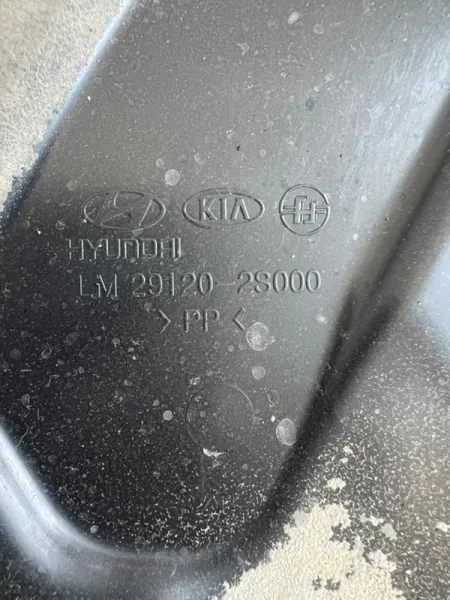 KIA
HYUNDAI
LM 29120-2S000
>PP<